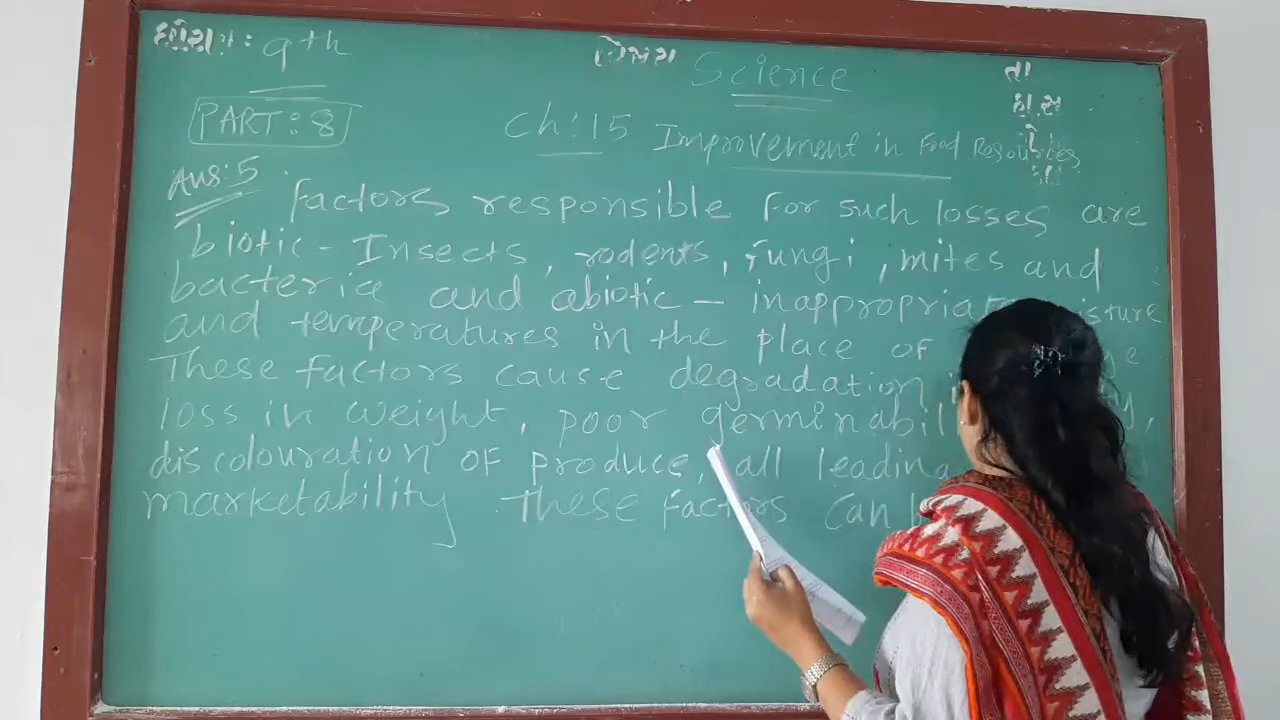 ધોરણ : 9th
વિષય Science
તા
PART:8
Ch:15 Improvement in Food Resources
Ans:5 Factors responsible for such losses are
biotic - Insects, rodents, fungi, mites and
bacteria and abiotic - inappropriate
and temperatures in the place of
These factors cause degradation
loss in weight, poor
discolouration of produce, all leading
marketability. These factors can